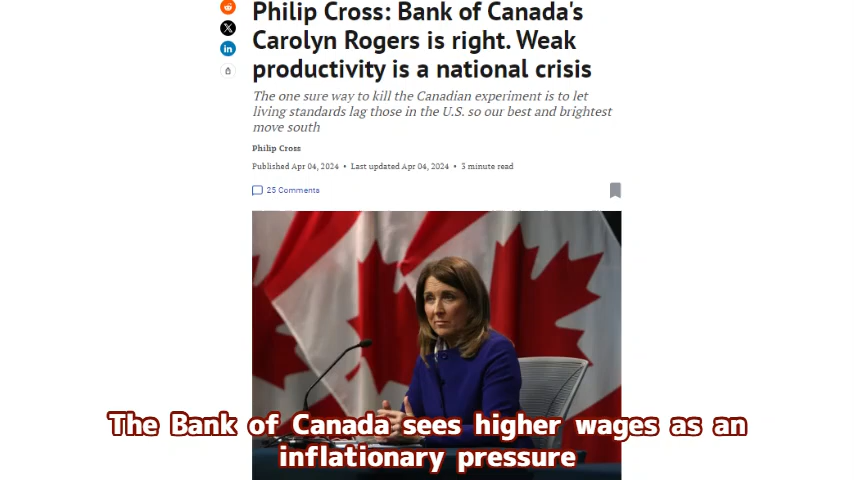 Philip Cross: Bank of Canada's
Carolyn Rogers is right. Weak
productivity is a national crisis
The one sure way to kill the Canadian experiment is to let
living standards lag those in the U.S. so our best and brightest
move south
Philip Cross
Published Apr 04, 2024 • Last updated Apr 04, 2024 • 3 minute read
25 Comments
The Bank of Canada sees higher wages as an
inflationary pressure